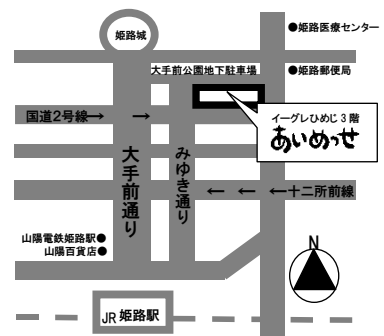 姫路城
●姫路医療センター
大手前公園地下駐車場
●姫路郵便局
イーグレひめじ3階
あいめっせ
国道2号線→ →
大手前通り
みゆき通り
← ← ←十二所前線
山陽電鉄姫路駅●
山陽百貨店●
N
JR 姫路駅